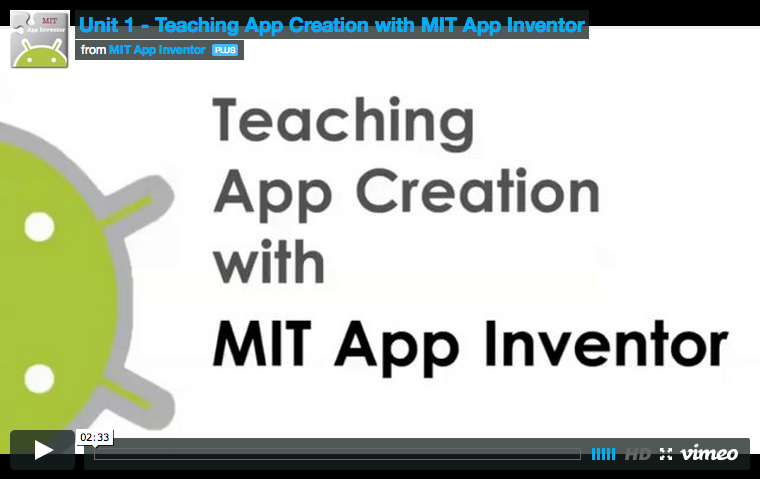 MIT
App Inventor
Unit 1 - Teaching App Creation with MIT App Inventor
from MIT App Inventor PLUS
Teaching
App Creation
with
MIT App Inventor
02:33
HD vimeo